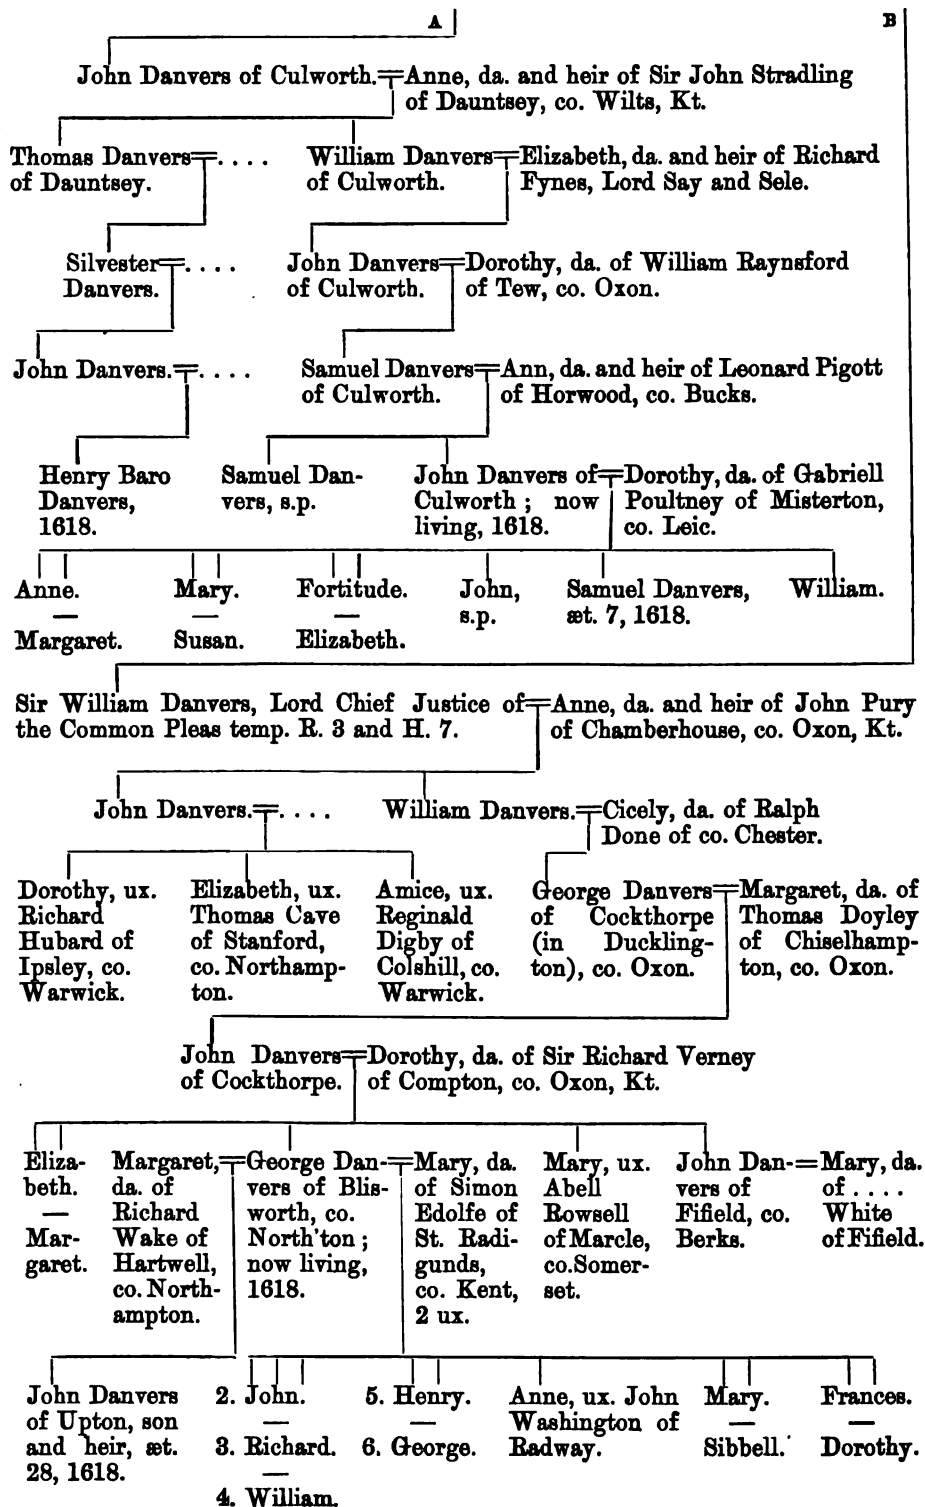 A
B
John Danvers of Culworth.=Anne, da. and heir of Sir John Stradling
of Dauntsey, co. Wilts, Kt.
Thomas Danvers=. . . .
of Dauntsey.
William Danvers=Elizabeth, da. and heir of Richard
of Culworth. Fynes, Lord Say and Sele.
Silvester=. . . .
Danvers.
John Danvers=Dorothy, da. of William Raynsford
of Culworth. of Tew, co. Oxon.
John Danvers.=. . . .
Samuel Danvers=Ann, da. and heir of Leonard Pigott
of Culworth. of Horwood, co. Bucks.
Henry Baro
Danvers,
1618.
Samuel Dan-
vers, s.p.
John Danvers of=Dorothy, da. of Gabriell
Culworth ; now Poultney of Misterton,
living, 1618. co. Leic.
Anne.
—
Margaret.
Mary.
—
Susan.
Fortitude.
—
Elizabeth.
John,
s.p.
Samuel Danvers,
æt. 7, 1618.
William.
Sir William Danvers, Lord Chief Justice of=Anne, da. and heir of John Pury
the Common Pleas temp. R. 3 and H. 7. of Chamberhouse, co. Oxon, Kt.
John Danvers.=. . . .
William Danvers.=Cicely, da. of Ralph
Done of co. Chester.
Dorothy, ux.
Richard
Hubard of
Ipsley, co.
Warwick.
Elizabeth, ux.
Thomas Cave
of Stanford,
co. Northamp-
ton.
Amice, ux.
Reginald
Digby of
Colshill, co.
Warwick.
George Danvers=Margaret, da. of
of Cockthorpe Thomas Doyley
(in Duckling- of Chiselhamp-
ton), co. Oxon. ton, co. Oxon.
John Danvers=Dorothy, da. of Sir Richard Verney
of Cockthorpe. of Compton, co. Oxon, Kt.
Eliza-
beth.
—
Mar-
garet.
Margaret,=
da. of
Richard
Wake of
Hartwell,
co. North-
ampton.
George Dan-=
vers of Blis-
worth, co.
North'ton ;
now living,
1618.
Mary, da.
of Simon
Edolfe of
St. Radi-
gunds,
co. Kent,
2 ux.
Mary, ux.
Abell
Rowsell
of Marcle,
co. Somer-
set.
John Dan-=
vers of
Fifield, co.
Berks.
Mary, da.
of . . . .
White
of Fifield.
John Danvers
of Upton, son
and heir, æt.
28, 1618.
2. John.
—
3. Richard.
—
4. William.
5. Henry.
—
6. George.
Anne, ux. John
Washington of
Radway.
Mary.
—
Sibbell.
Frances.
—
Dorothy.